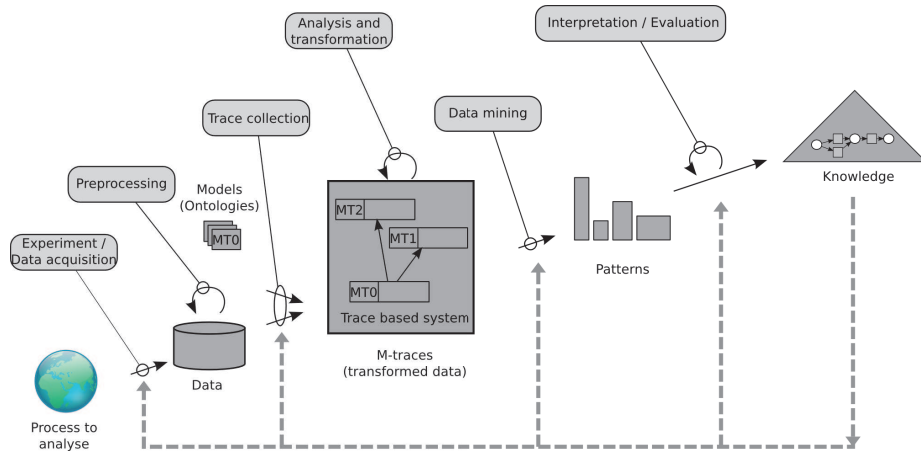 Analysis and
transformation
Interpretation / Evaluation
Trace collection
Data mining
Preprocessing
Models
(Ontologies)
MT0
Experiment /
Data acquisition
MT2
MT1
MT0
Trace based system
Knowledge
Patterns
Data
M-traces
(transformed data)
Process to
analyse